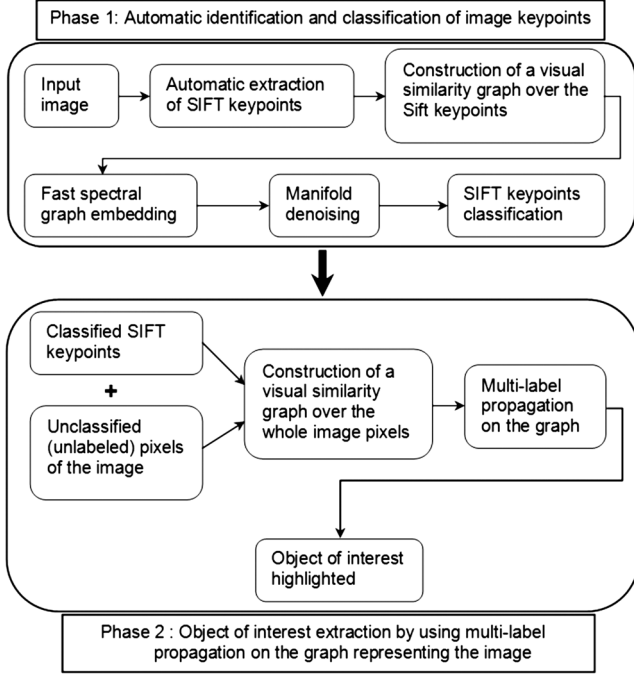 Phase 1: Automatic identification and classification of image keypoints
Input
image
Automatic extraction
of SIFT keypoints
Construction of a visual
similarity graph over the
Sift keypoints
Fast spectral
graph embedding
Manifold
denoising
SIFT keypoints
classification
Classified SIFT
keypoints
+
Unclassified
(unlabeled) pixels
of the image
Construction of a
visual similarity
graph over the
whole image pixels
Multi-label
propagation
on the graph
Object of interest
highlighted
Phase 2 : Object of interest extraction by using multi-label
propagation on the graph representing the image